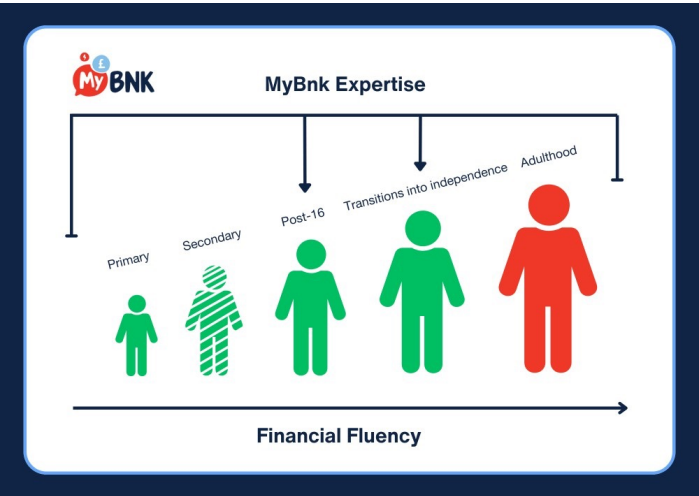 £
MyBNK
MyBnk Expertise
Primary
Secondary
Post-16
Transitions into independence
Adulthood
Financial Fluency